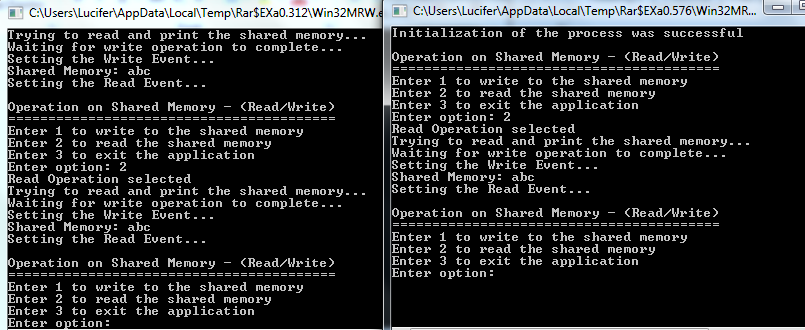 C:\Users\Lucifer\AppData\Local\Temp\Rar$EXa0.312\Win32MRW.e
Trying to read and print the shared memory...
Waiting for write operation to complete...
Setting the Write Event...
Shared Memory: abc
Setting the Read Event...
Operation on Shared Memory - (Read/Write)
=========================================
Enter 1 to write to the shared memory
Enter 2 to read the shared memory
Enter 3 to exit the application
Enter option: 2
Read Operation selected
Trying to read and print the shared memory...
Waiting for write operation to complete...
Setting the Write Event...
Shared Memory: abc
Setting the Read Event...
Operation on Shared Memory - (Read/Write)
=========================================
Enter 1 to write to the shared memory
Enter 2 to read the shared memory
Enter 3 to exit the application
Enter option:
C:\Users\Lucifer\AppData\Local\Temp\Rar$EXa0.576\Win32MR...
Initialization of the process was successful
Operation on Shared Memory - (Read/Write)
=========================================
Enter 1 to write to the shared memory
Enter 2 to read the shared memory
Enter 3 to exit the application
Enter option: 2
Read Operation selected
Trying to read and print the shared memory...
Waiting for write operation to complete...
Setting the Write Event...
Shared Memory: abc
Setting the Read Event...
Operation on Shared Memory - (Read/Write)
=========================================
Enter 1 to write to the shared memory
Enter 2 to read the shared memory
Enter 3 to exit the application
Enter option: